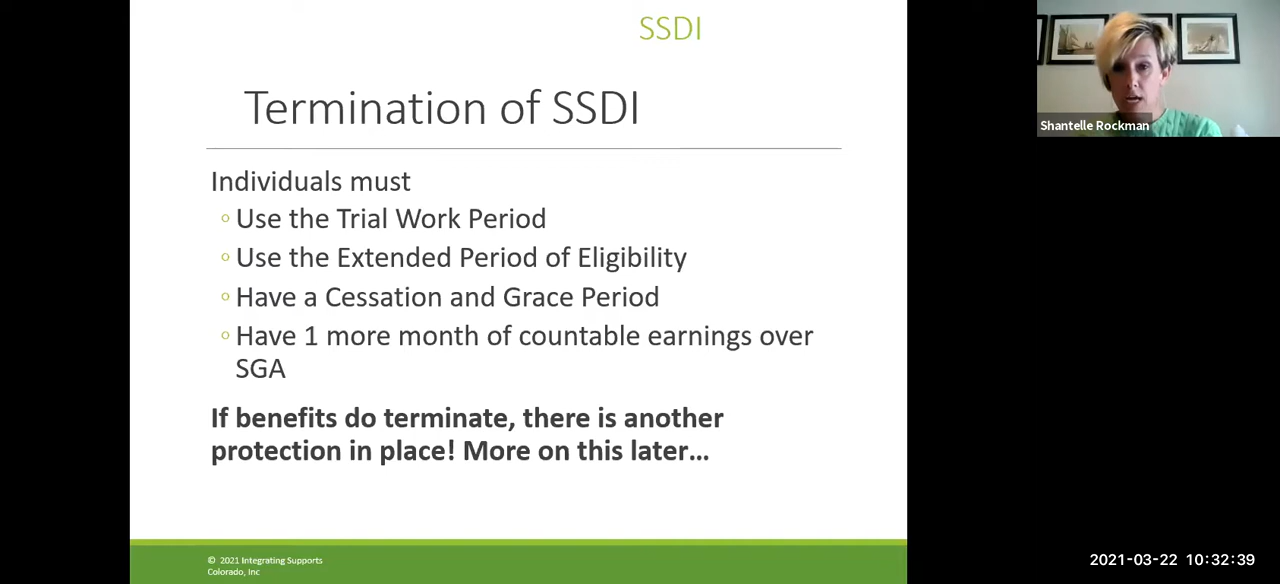 SSDI
Termination of SSDI
Individuals must
◦ Use the Trial Work Period
◦ Use the Extended Period of Eligibility
◦ Have a Cessation and Grace Period
◦ Have 1 more month of countable earnings over
SGA
If benefits do terminate, there is another
protection in place! More on this later…
© 2021 Integrating Supports
Colorado, Inc
Shantelle Rockman
2021-03-22 10:32:39